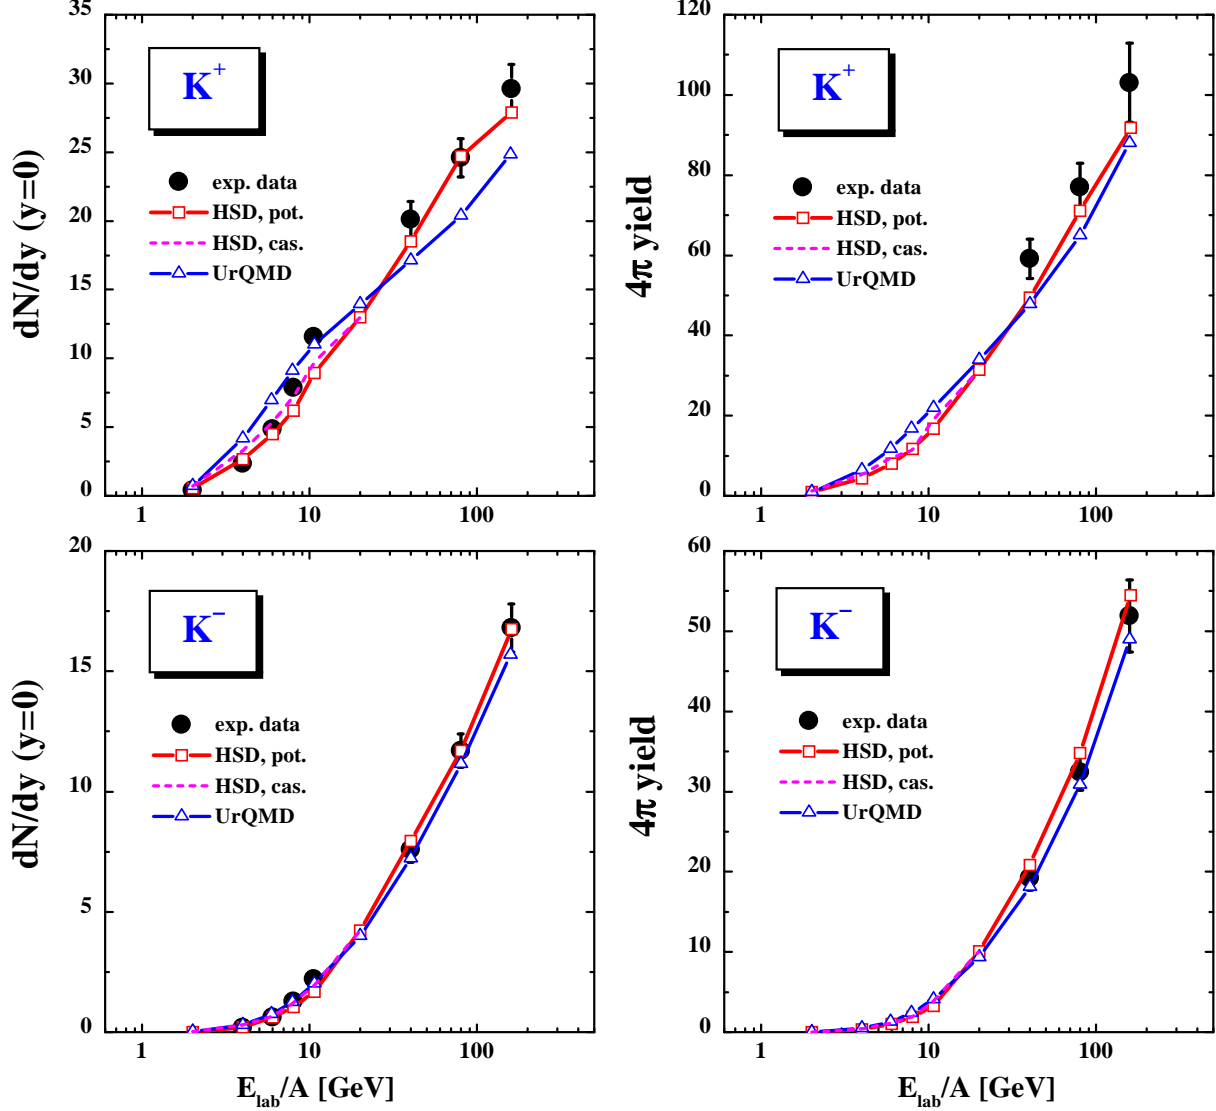 35
30
25
20
15
10
5
0
dN/dy (y=0)
K+
exp. data
HSD, pot.
HSD, cas.
UrQMD
1
10
100
120
100
80
60
40
20
0
4π yield
K+
exp. data
HSD, pot.
HSD, cas.
UrQMD
1
10
100
20
15
10
5
0
dN/dy (y=0)
K−
exp. data
HSD, pot.
HSD, cas.
UrQMD
1
10
100
E_lab/A [GeV]
60
50
40
30
20
10
0
4π yield
K−
exp. data
HSD, pot.
HSD, cas.
UrQMD
1
10
100
E_lab/A [GeV]